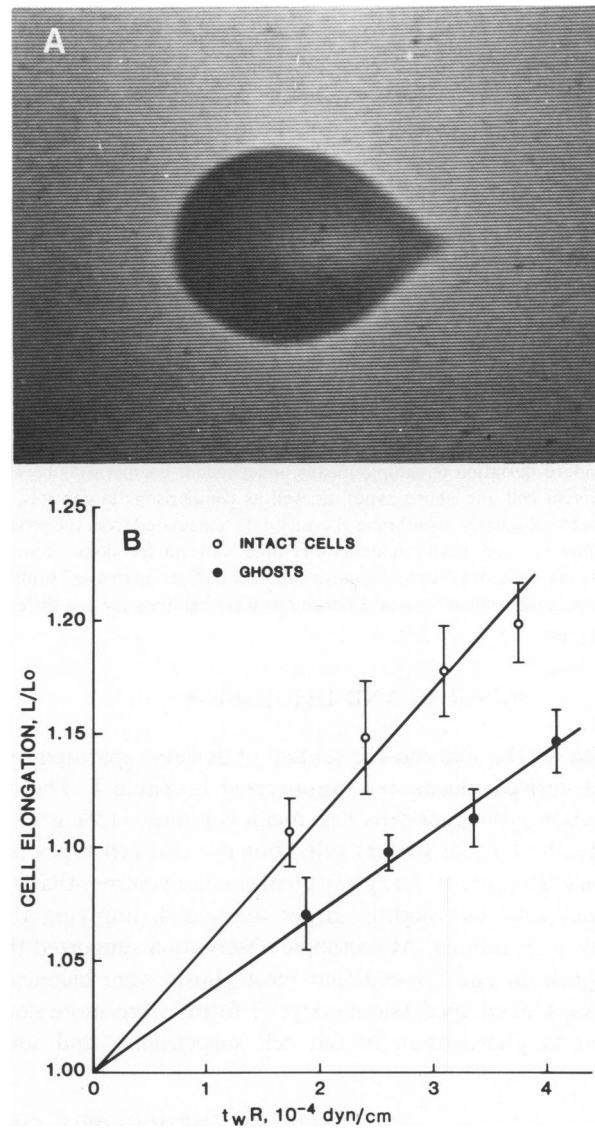 A
B
1.25
○ INTACT CELLS
● GHOSTS
1.20
1.15
1.10
1.05
1.00
CELL ELONGATION, L/Lo
0
1
2
3
4
t_wR, 10⁻⁴ dyn/cm